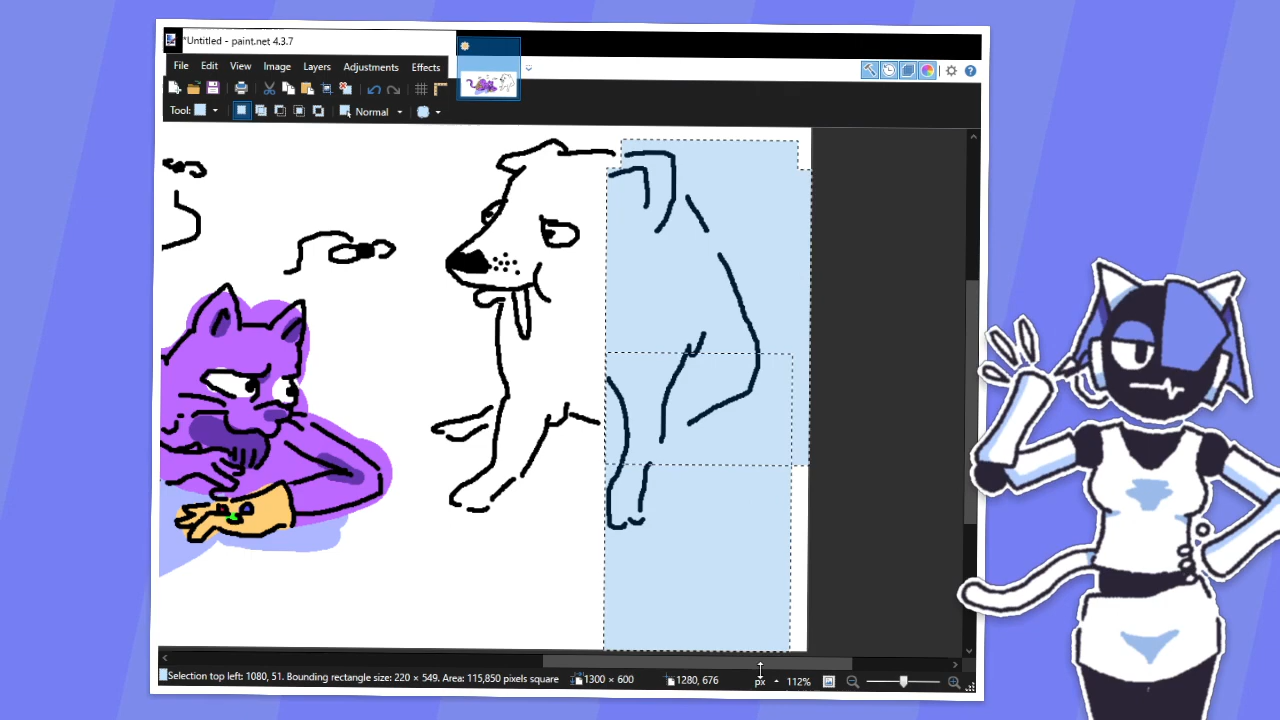 *Untitled - paint.net 4.3.7
File Edit View Image Layers Adjustments Effects
Tool: Normal
Selection top left: 1080, 51. Bounding rectangle size: 220 × 549. Area: 115,850 pixels square 1300 × 600 1280, 676 px 112%